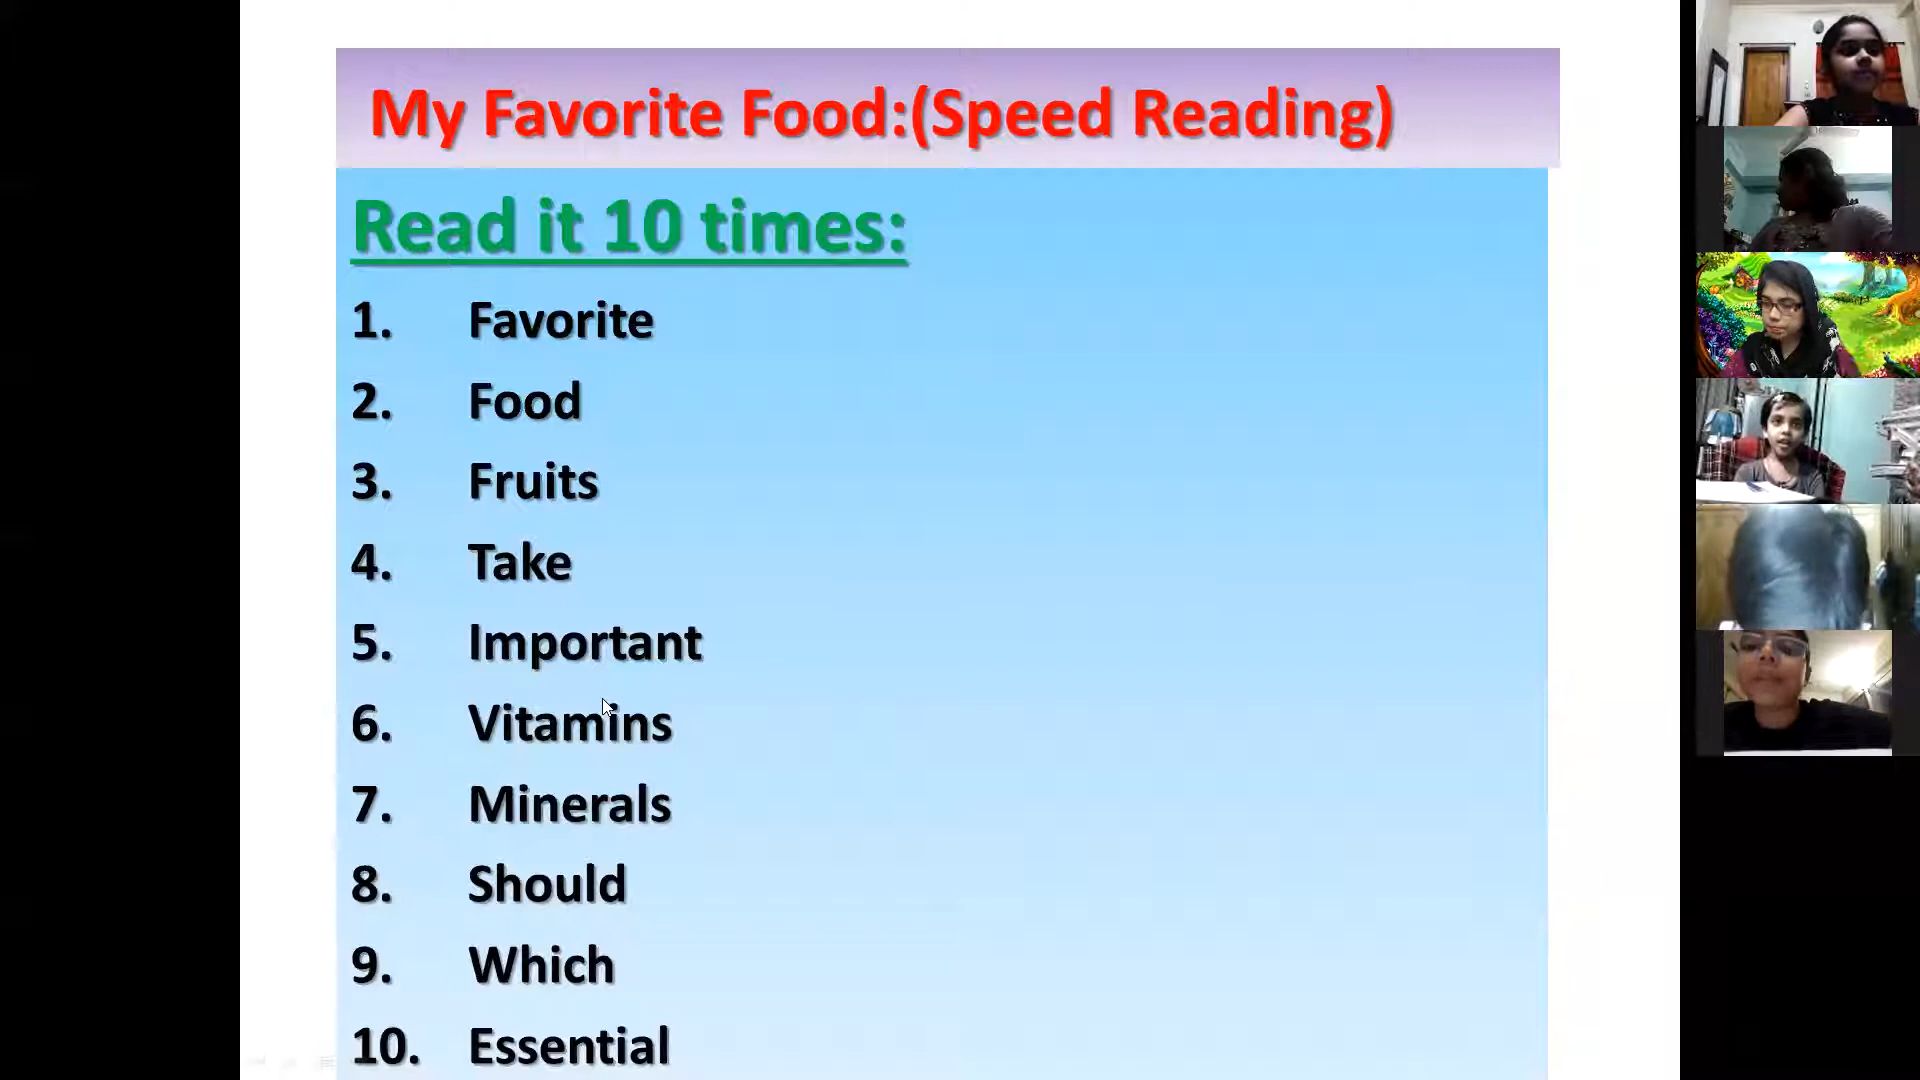 My Favorite Food:(Speed Reading)
Read it 10 times:
1. Favorite
2. Food
3. Fruits
4. Take
5. Important
6. Vitamins
7. Minerals
8. Should
9. Which
10. Essential